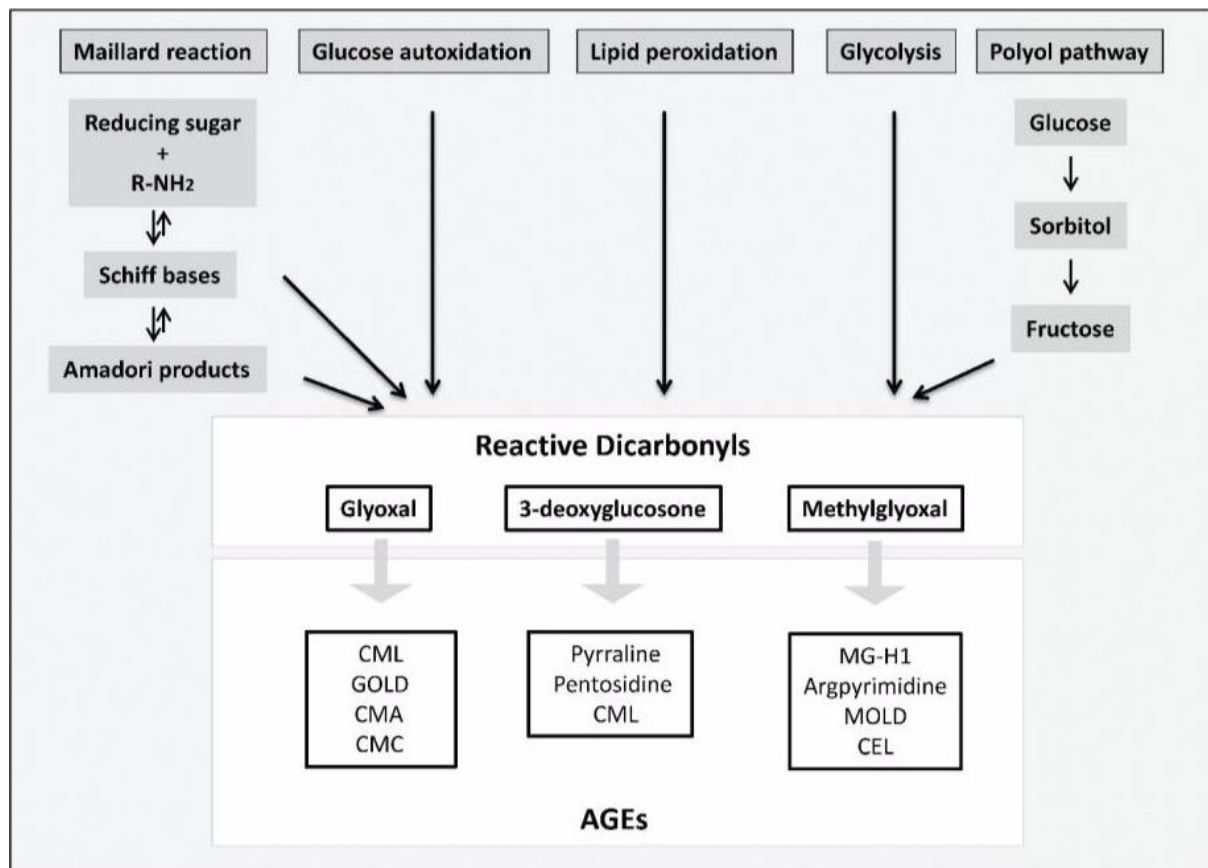 Maillard reaction
Glucose autoxidation
Lipid peroxidation
Glycolysis
Polyol pathway
Reducing sugar
+
R-NH2
Schiff bases
Amadori products
Glucose
Sorbitol
Fructose
Reactive Dicarbonyls
Glyoxal
3-deoxyglucosone
Methylglyoxal
CML
GOLD
CMA
CMC
Pyrraline
Pentosidine
CML
MG-H1
Argpyrimidine
MOLD
CEL
AGEs